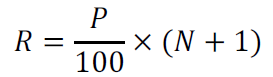 R = P/100 × (N + 1)